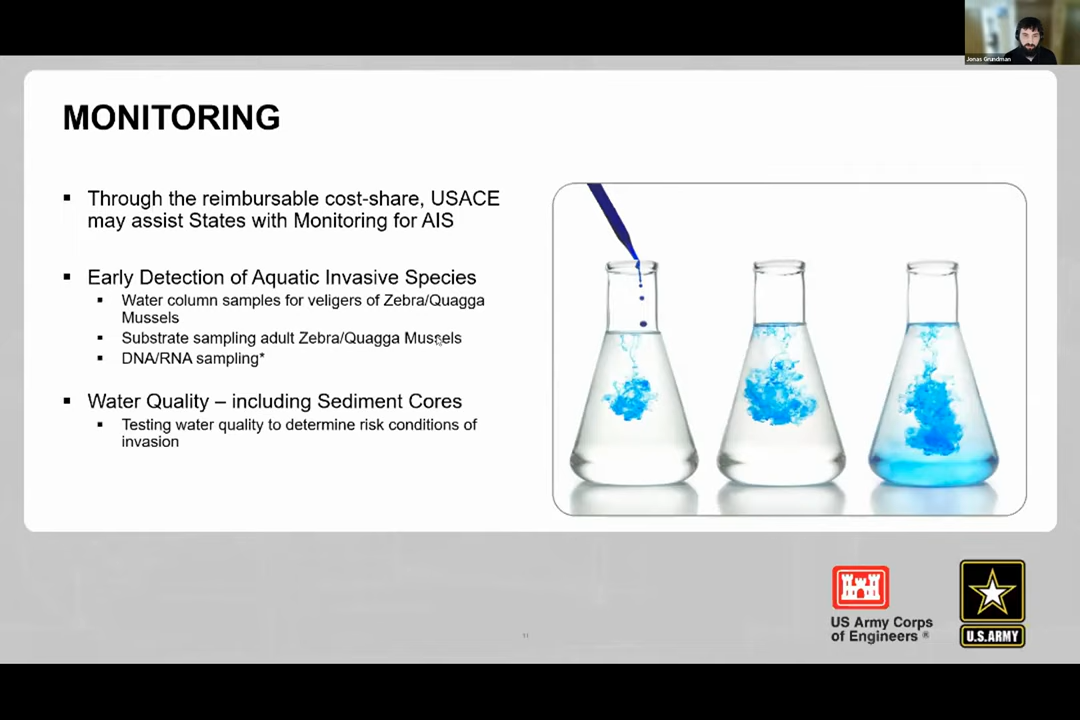 Jonas Grundman
MONITORING
▪ Through the reimbursable cost-share, USACE
may assist States with Monitoring for AIS
▪ Early Detection of Aquatic Invasive Species
▪ Water column samples for veligers of Zebra/Quagga
Mussels
▪ Substrate sampling adult Zebra/Quagga Mussels
▪ DNA/RNA sampling*
▪ Water Quality – including Sediment Cores
▪ Testing water quality to determine risk conditions of
invasion
US Army Corps
of Engineers ®
U.S.ARMY
11